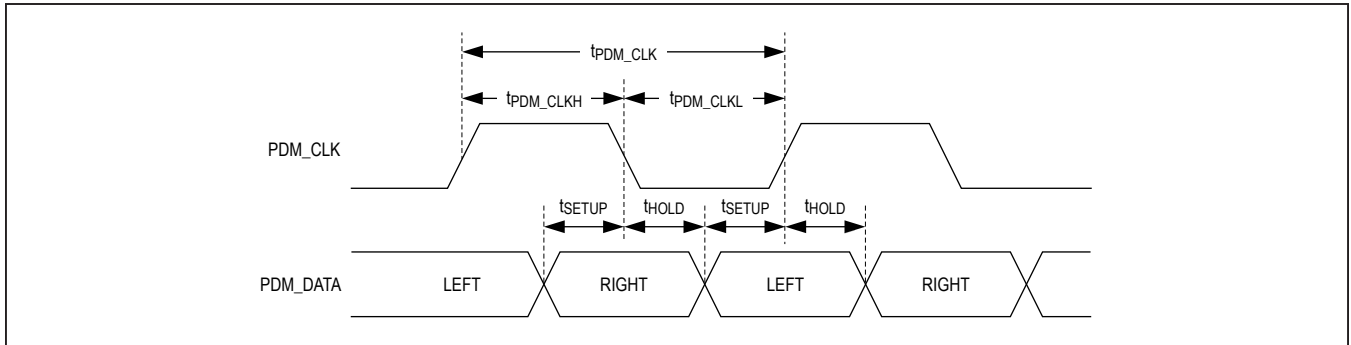 tPDM_CLK
tPDM_CLKH tPDM_CLKL
PDM_CLK
tSETUP tHOLD tSETUP tHOLD
PDM_DATA LEFT RIGHT LEFT RIGHT